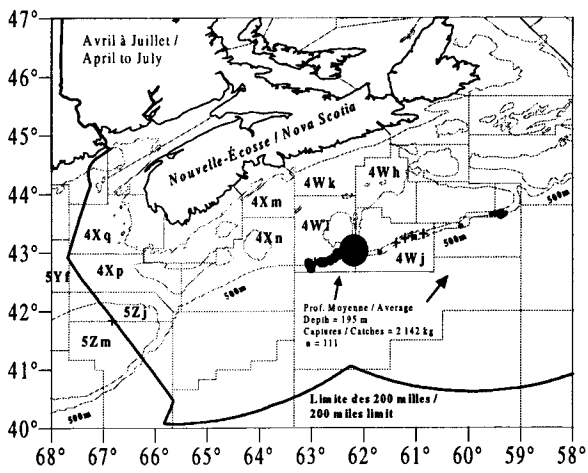 47°
46°
45°
44°
43°
42°
41°
40°
Avril à Juillet /
April to July
Nouvelle-Écosse / Nova Scotia
4Wk
4Wh
4Xm
4Xn
4Wl
4Wj
4Xq
4Xp
5Yf
5Zj
5Zm
500m
500m
500m
500m
Prof. Moyenne / Average
Depth = 195 m
Captures / Catches = 2 142 kg
n = 111
Limite des 200 milles /
200 miles limit
68° 67° 66° 65° 64° 63° 62° 61° 60° 59° 58°